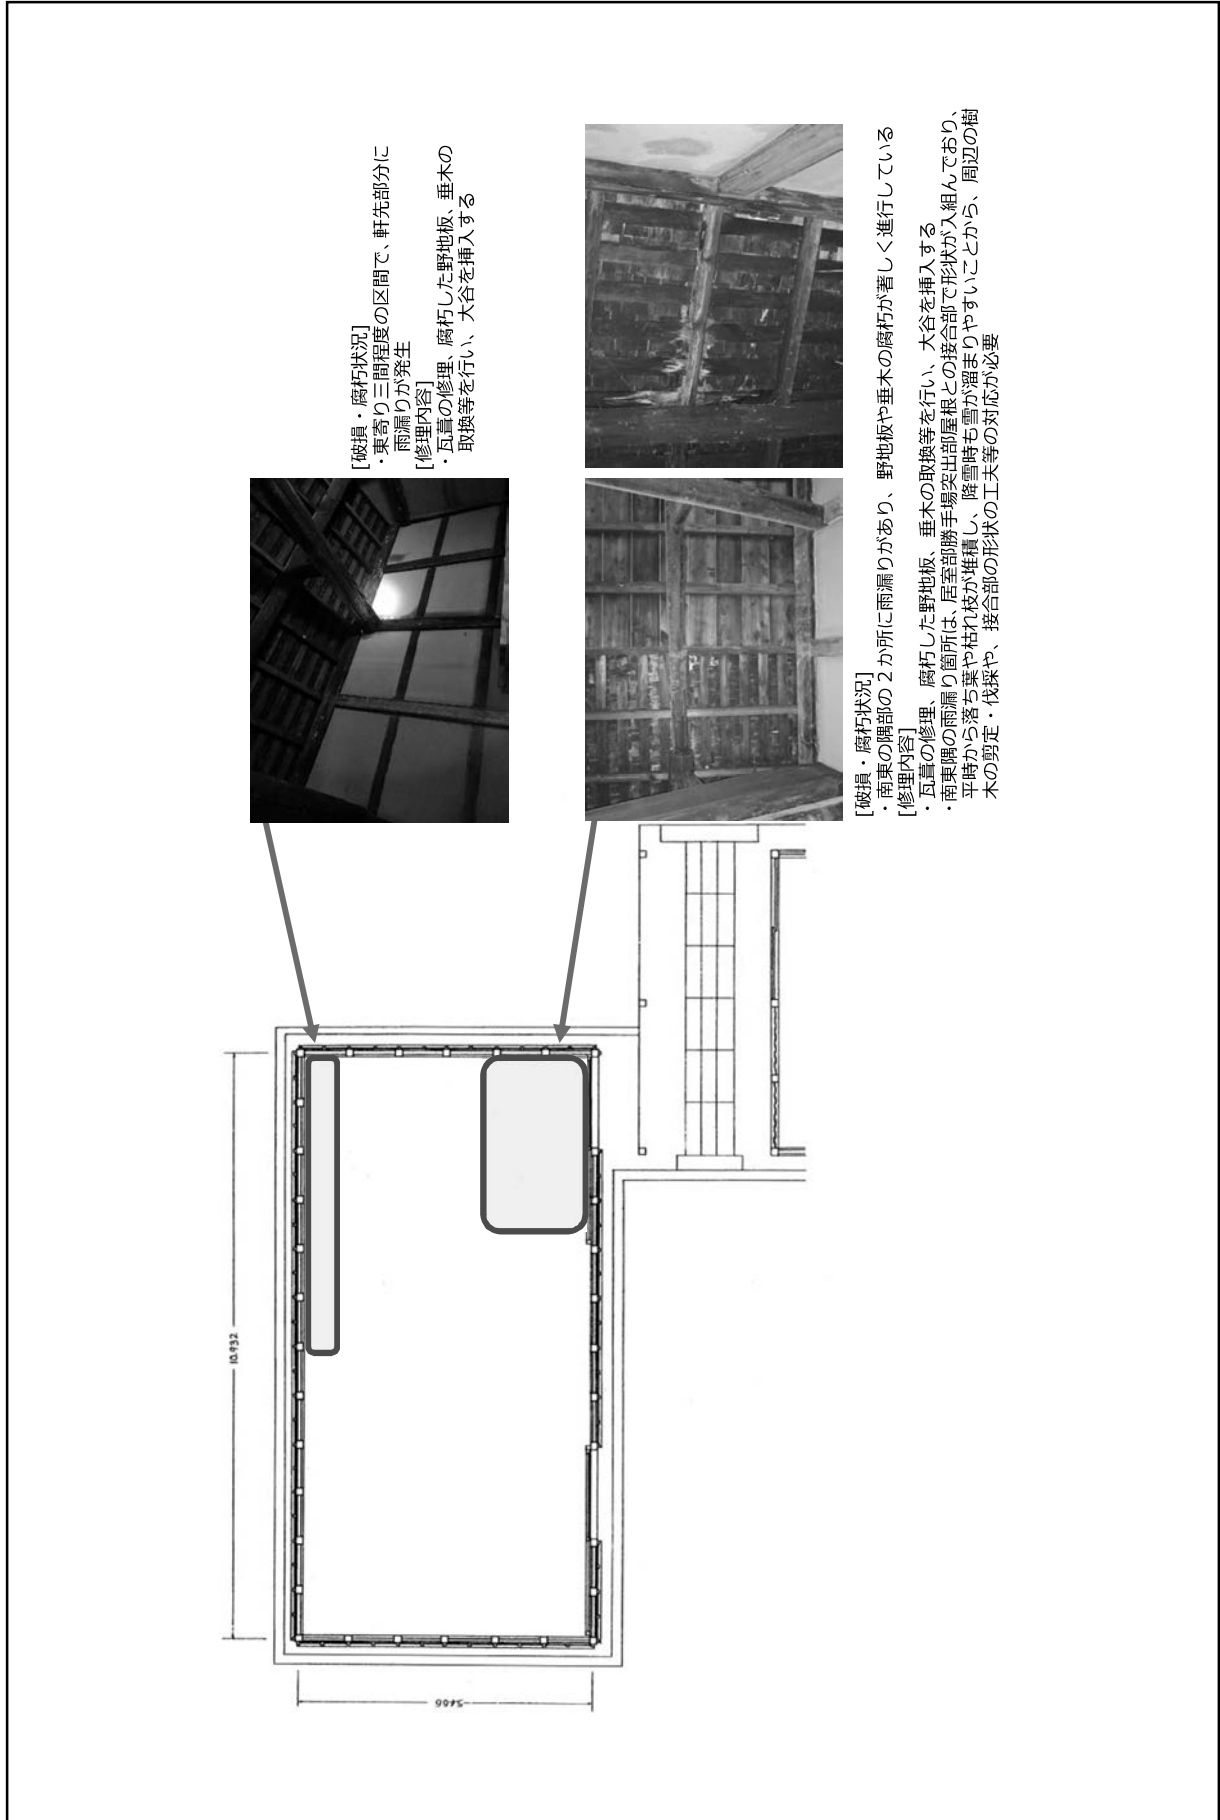 [破損・腐朽状況]
・東寄り三間程度の区間で、軒先部分に
雨漏りが発生
[修理内容]
・瓦葺の修理、腐朽した野地板、垂木の
取換等を行い、大谷を挿入する
[破損・腐朽状況]
・南東の隅部の2か所に雨漏りがあり、野地板や垂木の腐朽が著しく進行している
[修理内容]
・瓦葺の修理、腐朽した野地板、垂木の取換等を行い、大谷を挿入する
・南東隅の雨漏り箇所は、居室部勝手場突出部屋根との接合部で形状が入組んでおり、
平時から落ち葉や枯れ枝が堆積し、降雪時も雪が溜まりやすいことから、周辺の樹
木の剪定・伐採や、接合部の形状の工夫等の対応が必要
10.932